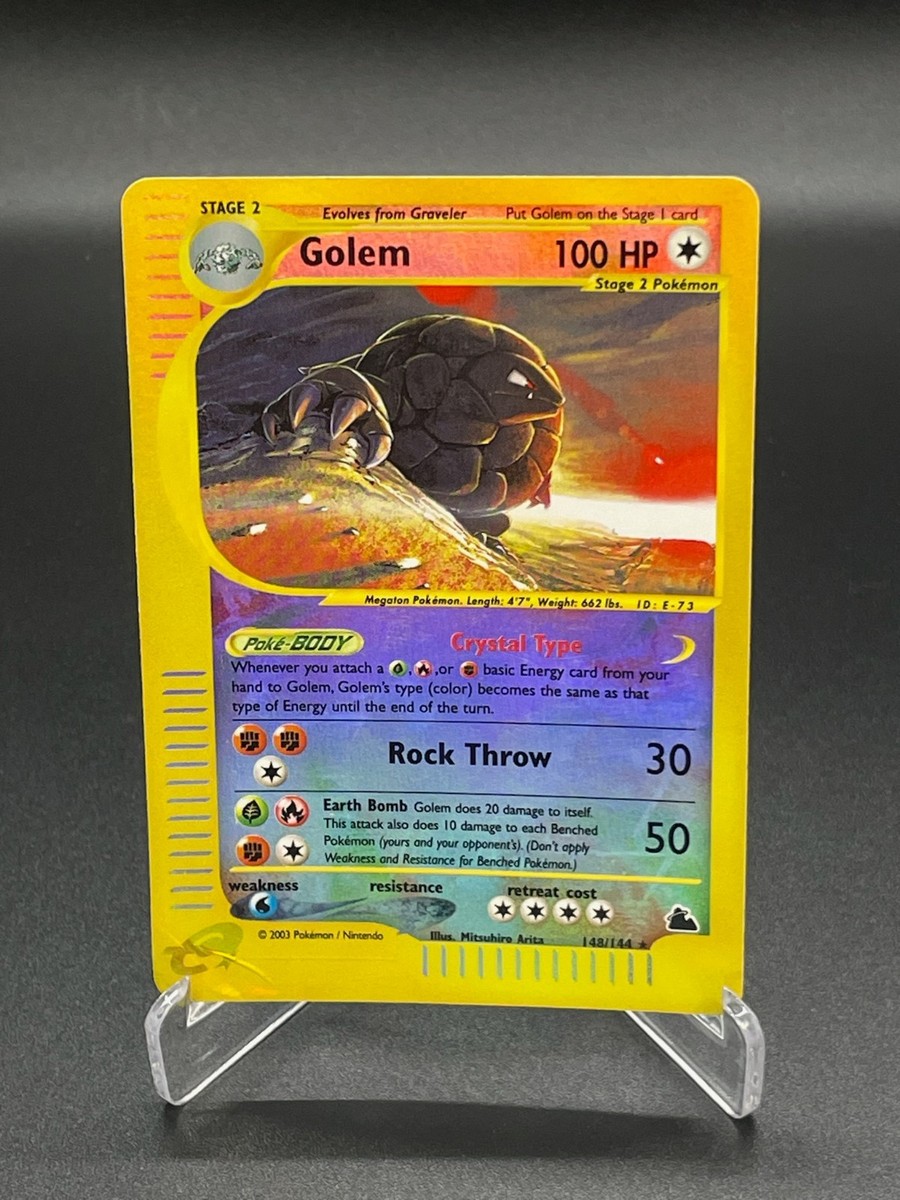 STAGE 2
Evolves from Graveler
Put Golem on the Stage 1 card
Golem
100 HP
Stage 2 Pokémon
Megaton Pokémon. Length: 4'7", Weight: 662 lbs. ID: E-73
Poké-BODY
Crystal Type
Whenever you attach a , ,or basic Energy card from your
hand to Golem, Golem's type (color) becomes the same as that
type of Energy until the end of the turn.
Rock Throw
30
Earth Bomb Golem does 20 damage to itself.
This attack also does 10 damage to each Benched
Pokémon (yours and your opponent's). (Don't apply
Weakness and Resistance for Benched Pokémon.)
50
weakness
resistance
retreat cost
© 2003 Pokémon / Nintendo
Illus. Mitsuhiro Arita
148/144 ★